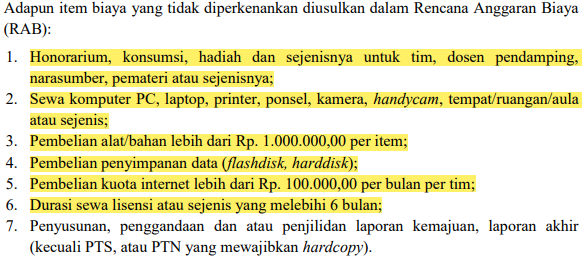 Adapun item biaya yang tidak diperkenankan diusulkan dalam Rencana Anggaran Biaya
(RAB):
1. Honorarium, konsumsi, hadiah dan sejenisnya untuk tim, dosen pendamping,
narasumber, pemateri atau sejenisnya;
2. Sewa komputer PC, laptop, printer, ponsel, kamera, handycam, tempat/ruangan/aula
atau sejenis;
3. Pembelian alat/bahan lebih dari Rp. 1.000.000,00 per item;
4. Pembelian penyimpanan data (flashdisk, harddisk);
5. Pembelian kuota internet lebih dari Rp. 100.000,00 per bulan per tim;
6. Durasi sewa lisensi atau sejenis yang melebihi 6 bulan;
7. Penyusunan, penggandaan dan atau penjilidan laporan kemajuan, laporan akhir
(kecuali PTS, atau PTN yang mewajibkan hardcopy).